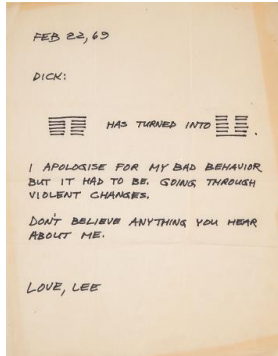 FEB 22, 69
DICK:
HAS TURNED INTO .
I APOLOGISE FOR MY BAD BEHAVIOR
BUT IT HAD TO BE. GOING THROUGH
VIOLENT CHANGES.
DON'T BELIEVE ANYTHING YOU HEAR
ABOUT ME.
LOVE, LEE